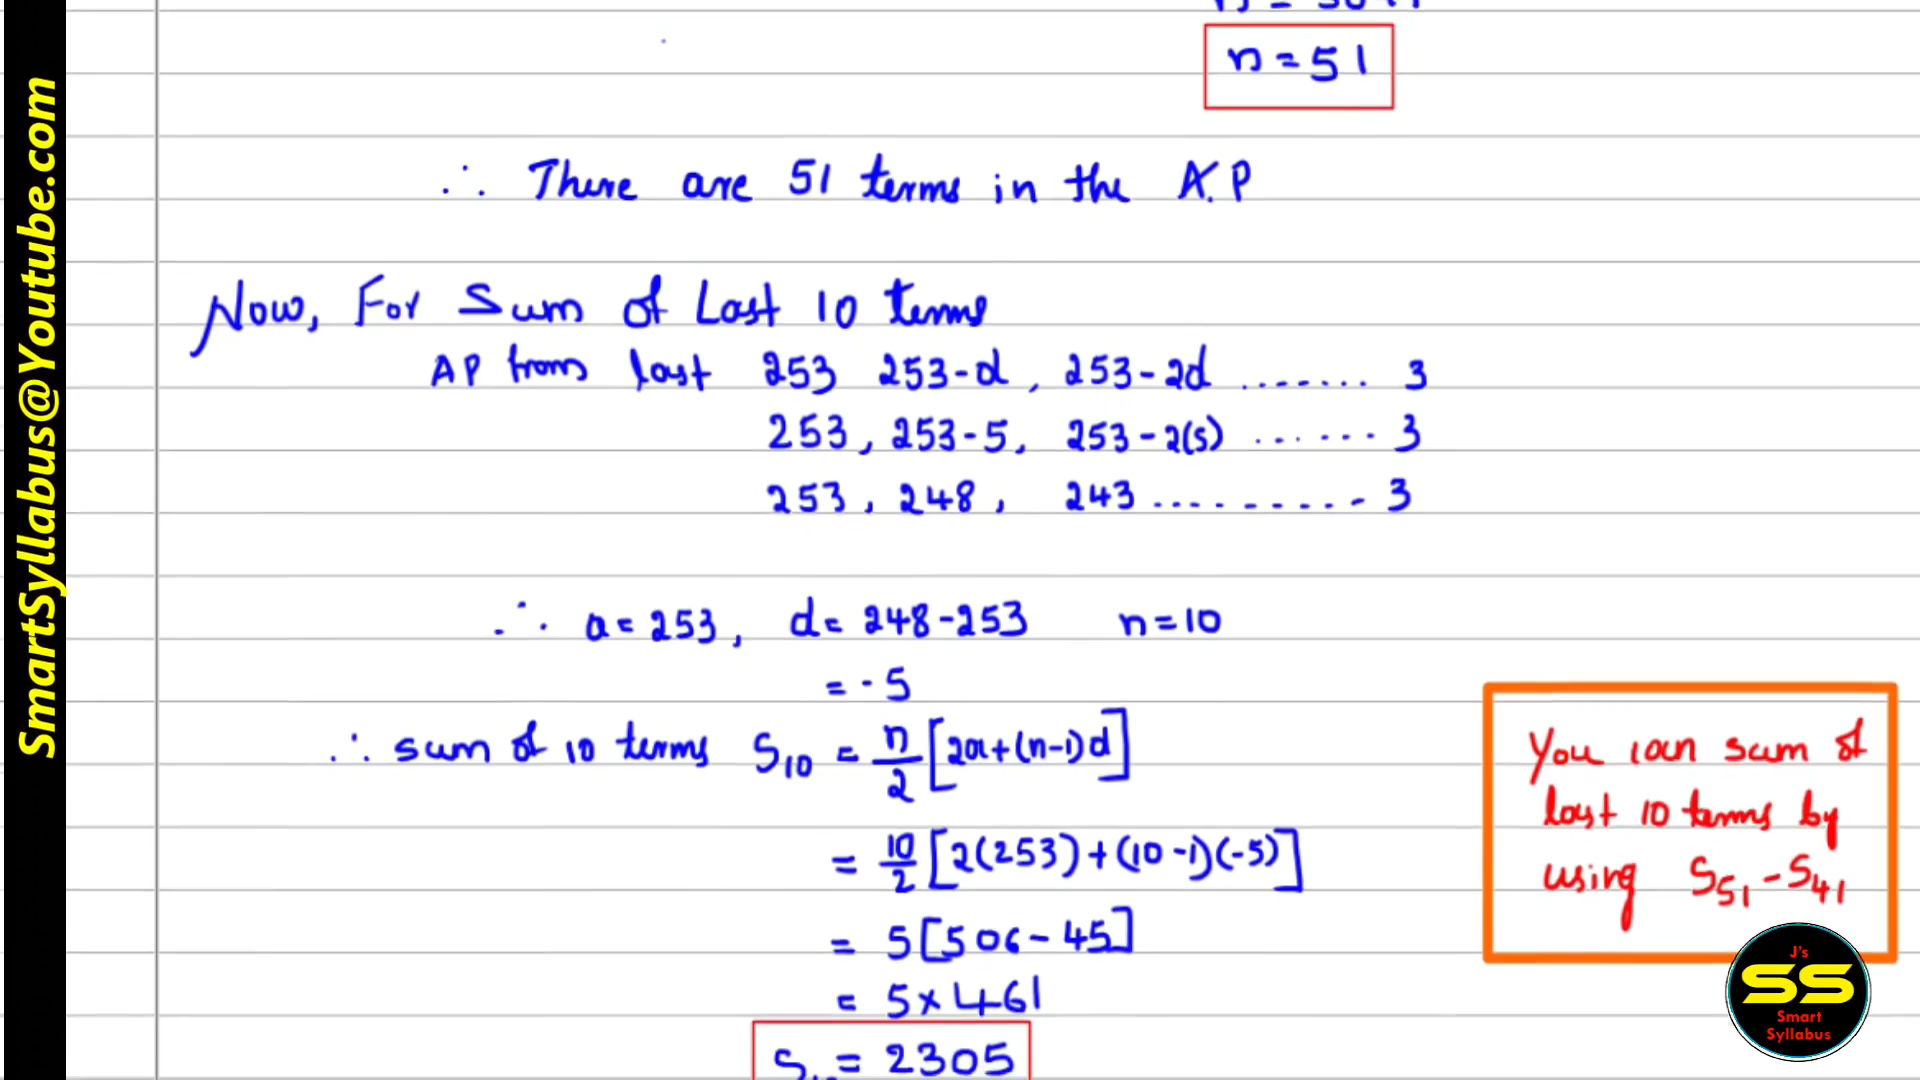 n = 51
∴ There are 51 terms in the A.P
Now, For Sum of Last 10 terms
AP from last 253 253-d, 253-2d ....... 3
253, 253-5, 253-2(5) ...... 3
253, 248, 243 .......... 3
∴ a = 253, d = 248-253 n = 10
= -5
∴ sum of 10 terms S₁₀ = n/2 [2a+(n-1)d]
= 10/2 [2(253)+(10-1)(-5)]
= 5[506-45]
= 5×461
= 2305
You can sum of
last 10 terms by
using S₅₁ - S₄₁
J's
SS
Smart
Syllabus
SmartSyllabus@Youtube.com